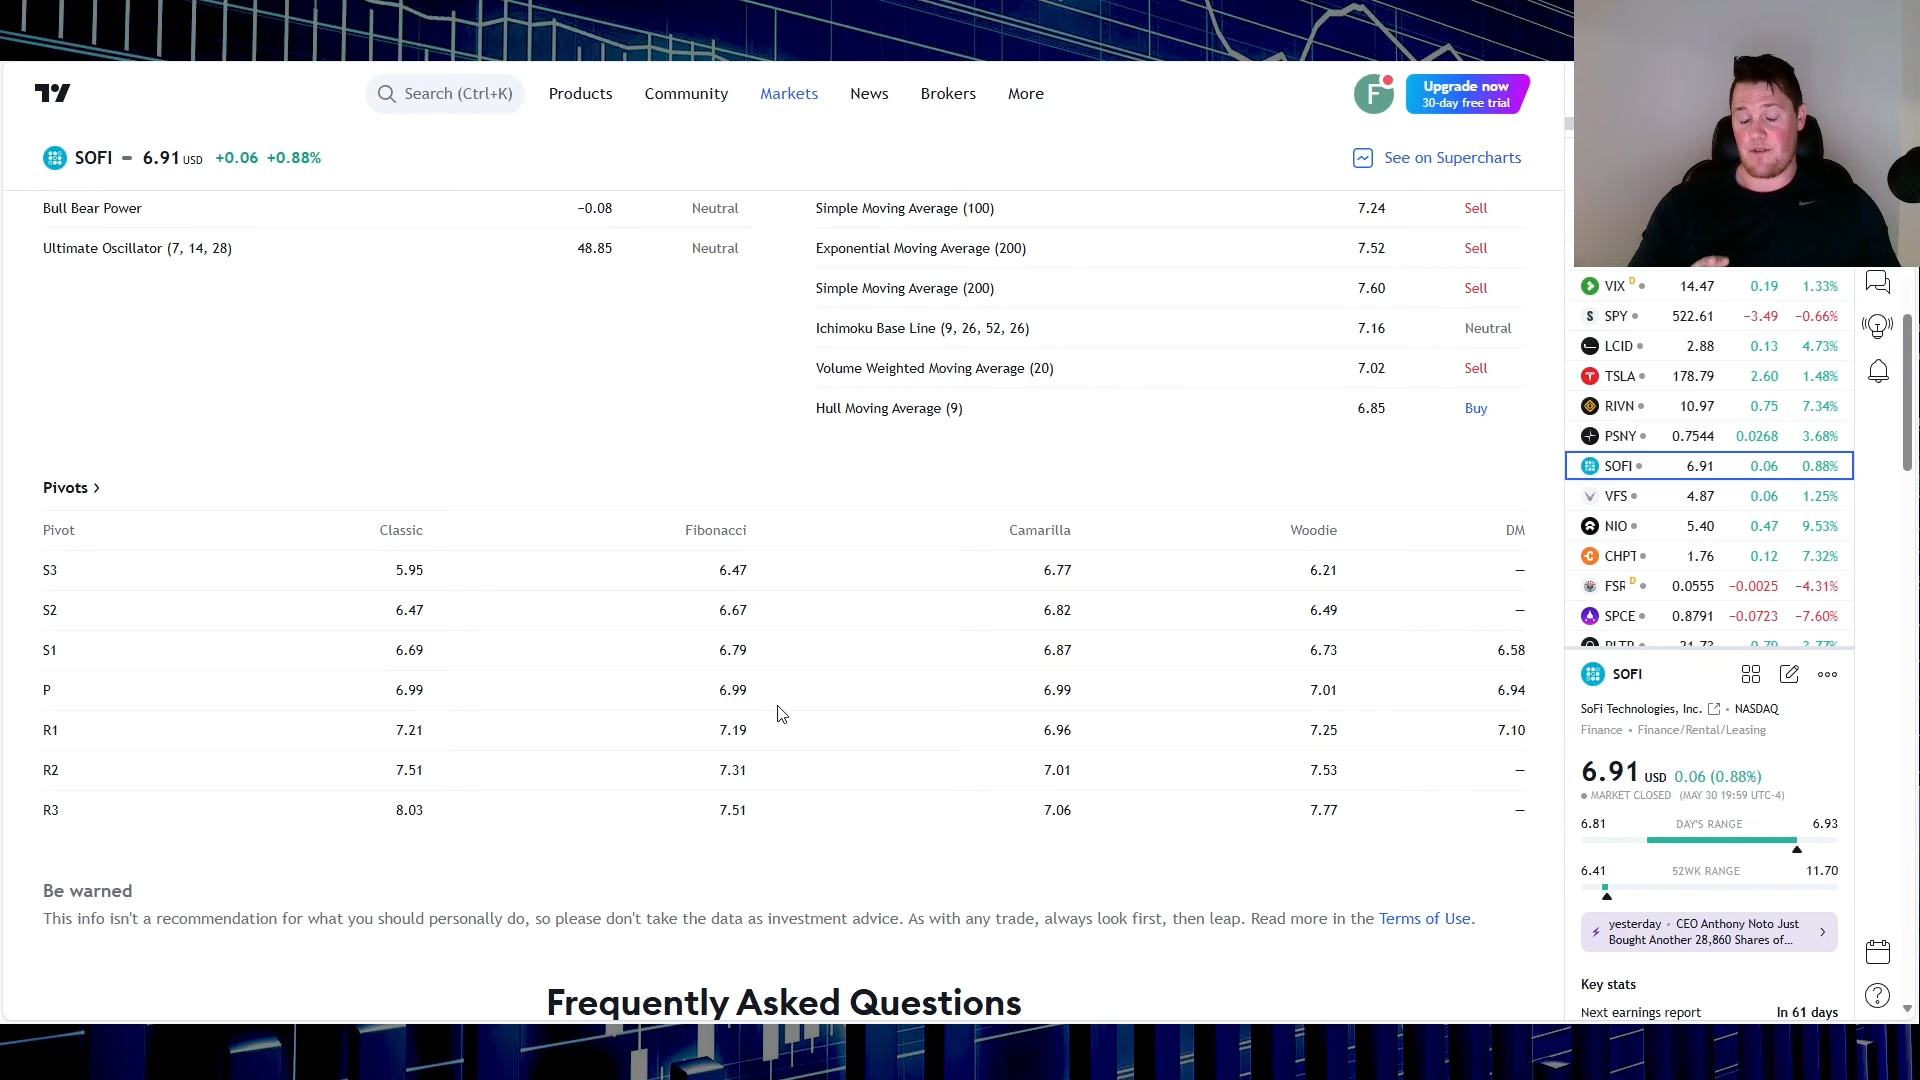 Search (Ctrl+K) Products Community Markets News Brokers More F Upgrade now
30-day free trial
SOFI 6.91 USD +0.06 +0.88% See on Supercharts
Bull Bear Power −0.08 Neutral
Ultimate Oscillator (7, 14, 28) 48.85 Neutral
Simple Moving Average (100) 7.24 Sell
Exponential Moving Average (200) 7.52 Sell
Simple Moving Average (200) 7.60 Sell
Ichimoku Base Line (9, 26, 52, 26) 7.16 Neutral
Volume Weighted Moving Average (20) 7.02 Sell
Hull Moving Average (9) 6.85 Buy
Pivots >
Pivot Classic Fibonacci Camarilla Woodie DM
S3 5.95 6.47 6.77 6.21 —
S2 6.47 6.67 6.82 6.49 —
S1 6.69 6.79 6.87 6.73 6.58
P 6.99 6.99 6.99 7.01 6.94
R1 7.21 7.19 6.96 7.25 7.10
R2 7.51 7.31 7.01 7.53 —
R3 8.03 7.51 7.06 7.77 —
Be warned
This info isn't a recommendation for what you should personally do, so please don't take the data as investment advice. As with any trade, always look first, then leap. Read more in the Terms of Use.
Frequently Asked Questions
VIX D 14.47 0.19 1.33%
SPY 522.61 −3.49 −0.66%
LCID 2.88 0.13 4.73%
TSLA 178.79 2.60 1.48%
RIVN 10.97 0.75 7.34%
PSNY 0.7544 0.0268 3.68%
SOFI 6.91 0.06 0.88%
VFS 4.87 0.06 1.25%
NIO 5.40 0.47 9.53%
CHPT 1.76 0.12 7.32%
FSR D 0.0555 −0.0025 −4.31%
SPCE 0.8791 −0.0723 −7.60%
SOFI
SoFi Technologies, Inc. • NASDAQ
Finance • Finance/Rental/Leasing
6.91 USD 0.06 (0.88%)
MARKET CLOSED (MAY 30 19:59 UTC-4)
6.81 DAY'S RANGE 6.93
6.41 52WK RANGE 11.70
yesterday • CEO Anthony Noto Just
Bought Another 28,860 Shares of...
Key stats
Next earnings report In 61 days